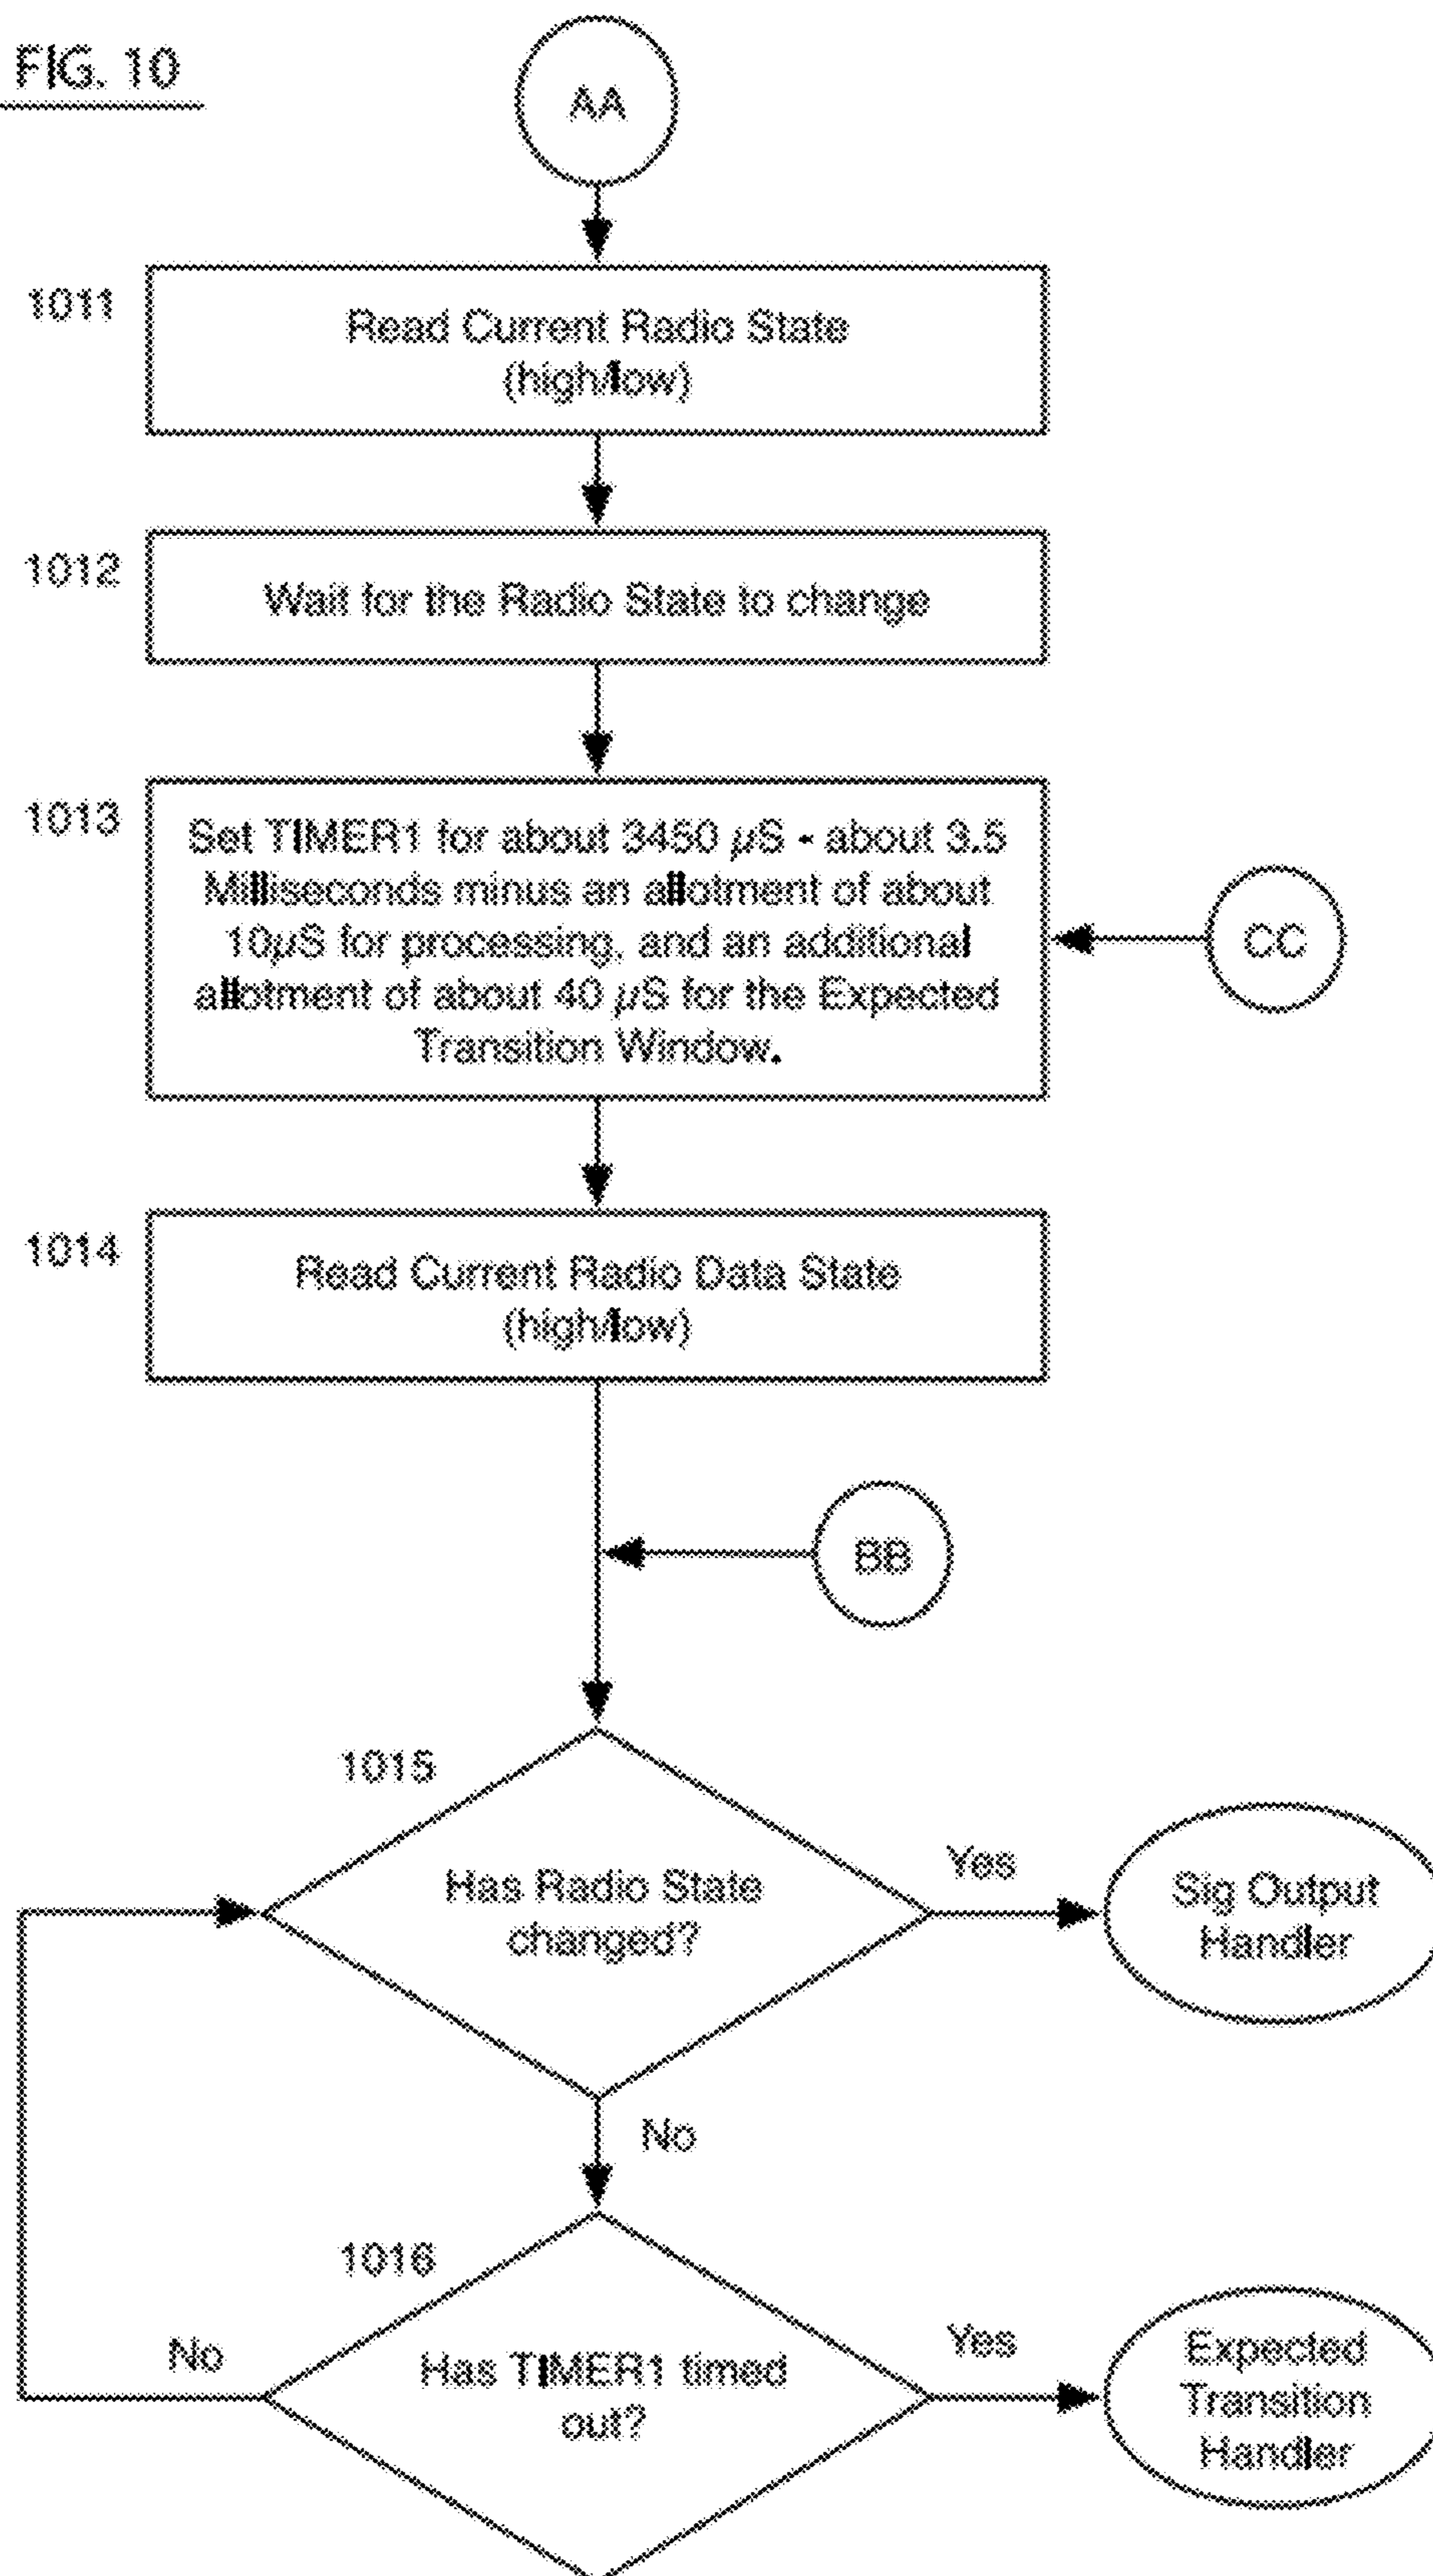 FIG. 10
AA
1011
Read Current Radio State
(high/low)
1012
Wait for the Radio State to change
1013
Set TIMER1 for about 3450 µS - about 3.5
Milliseconds minus an allotment of about
10µS for processing, and an additional
allotment of about 40 µS for the Expected
Transition Window.
CC
1014
Read Current Radio Data State
(high/low)
BB
1015
Has Radio State
changed?
Yes
Sig Output
Handler
No
1016
Has TIMER1 timed
out?
No
Yes
Expected
Transition
Handler